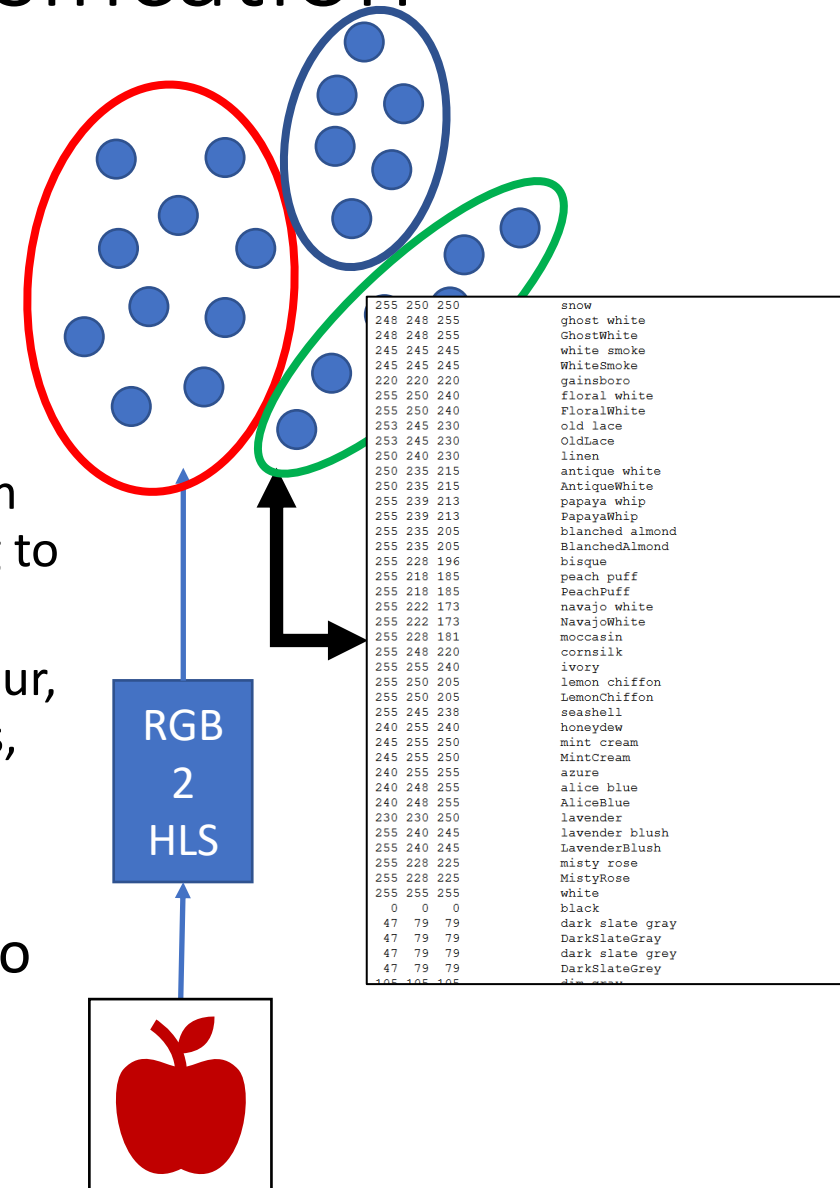 255 250 250 snow
248 248 255 ghost white
248 248 255 GhostWhite
245 245 245 white smoke
245 245 245 WhiteSmoke
220 220 220 gainsboro
255 250 240 floral white
255 250 240 FloralWhite
253 245 230 old lace
253 245 230 OldLace
250 240 230 linen
250 235 215 antique white
250 235 215 AntiqueWhite
255 239 213 papaya whip
255 239 213 PapayaWhip
255 235 205 blanched almond
255 235 205 BlanchedAlmond
255 228 196 bisque
255 218 185 peach puff
255 218 185 PeachPuff
255 222 173 navajo white
255 222 173 NavajoWhite
255 228 181 moccasin
255 248 220 cornsilk
255 255 240 ivory
255 250 205 lemon chiffon
255 250 205 LemonChiffon
255 245 238 seashell
240 255 240 honeydew
245 255 250 mint cream
245 255 250 MintCream
240 255 255 azure
240 248 255 alice blue
240 248 255 AliceBlue
230 230 250 lavender
255 240 245 lavender blush
255 240 245 LavenderBlush
255 228 225 misty rose
255 228 225 MistyRose
255 255 255 white
0 0 0 black
47 79 79 dark slate gray
47 79 79 DarkSlateGray
47 79 79 dark slate grey
47 79 79 DarkSlateGrey
to
ur,
RGB
2
HLS